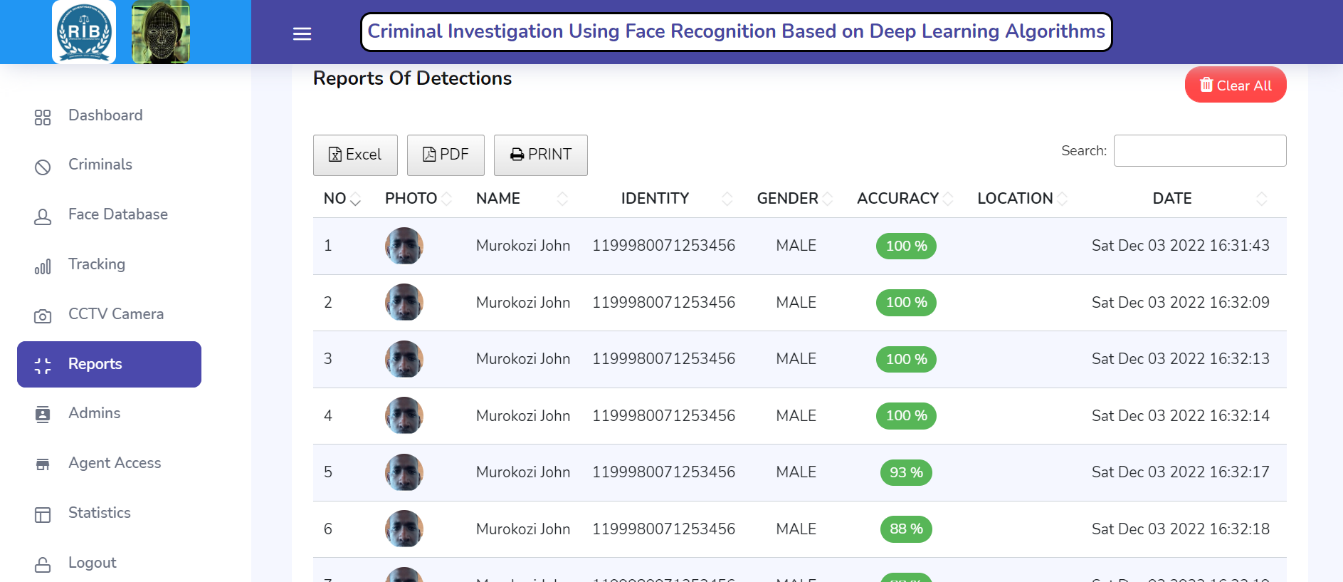 RIB
Criminal Investigation Using Face Recognition Based on Deep Learning Algorithms
Reports Of Detections
Clear All
Dashboard
Criminals
Face Database
Tracking
CCTV Camera
Reports
Admins
Agent Access
Statistics
Logout
Excel PDF PRINT
Search:
NO PHOTO NAME IDENTITY GENDER ACCURACY LOCATION DATE
1 Murokozi John 1199980071253456 MALE 100 % Sat Dec 03 2022 16:31:43
2 Murokozi John 1199980071253456 MALE 100 % Sat Dec 03 2022 16:32:09
3 Murokozi John 1199980071253456 MALE 100 % Sat Dec 03 2022 16:32:13
4 Murokozi John 1199980071253456 MALE 100 % Sat Dec 03 2022 16:32:14
5 Murokozi John 1199980071253456 MALE 93 % Sat Dec 03 2022 16:32:17
6 Murokozi John 1199980071253456 MALE 88 % Sat Dec 03 2022 16:32:18